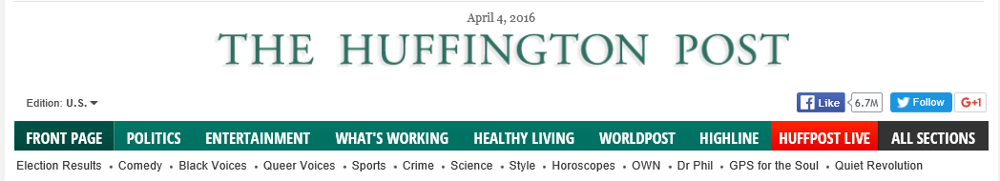 April 4, 2016
THE HUFFINGTON POST
Edition: U.S.
Like 6.7M Follow G+1
FRONT PAGE POLITICS ENTERTAINMENT WHAT'S WORKING HEALTHY LIVING WORLDPOST HIGHLINE HUFFPOST LIVE ALL SECTIONS
Election Results • Comedy • Black Voices • Queer Voices • Sports • Crime • Science • Style • Horoscopes • OWN • Dr Phil • GPS for the Soul • Quiet Revolution